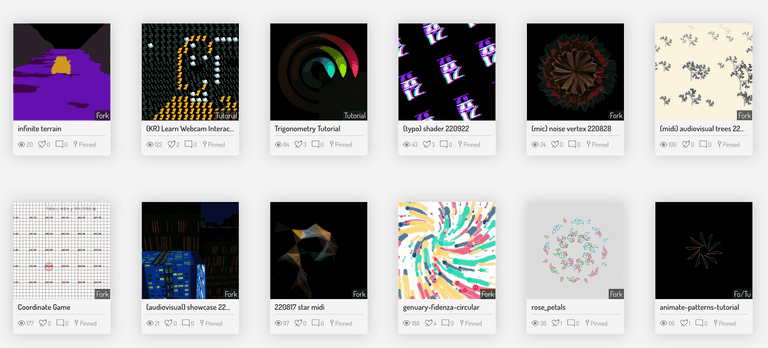 Fork
Tutorial
Tutorial
Fork
Fork
infinite terrain
(KR) Learn Webcam Interac...
Trigonometry Tutorial
(typo) shader 220922
(mic) noise vertex 220828
(midi) audiovisual trees 22...
20 0 0 Pinned
122 2 0 Pinned
84 3 0 Pinned
43 3 0 Pinned
24 0 0 Pinned
100 0 0 Pinned
Fork
Fork
Fork
Fork
Fo/Tu
Coordinate Game
(audiovisual) showcase 22...
220817 star midi
genuary-fidenza-circular
rose_petals
animate-patterns-tutorial
177 0 0 Pinned
21 0 0 Pinned
117 0 0 Pinned
188 4 0 Pinned
36 1 0 Pinned
116 1 0 Pinned